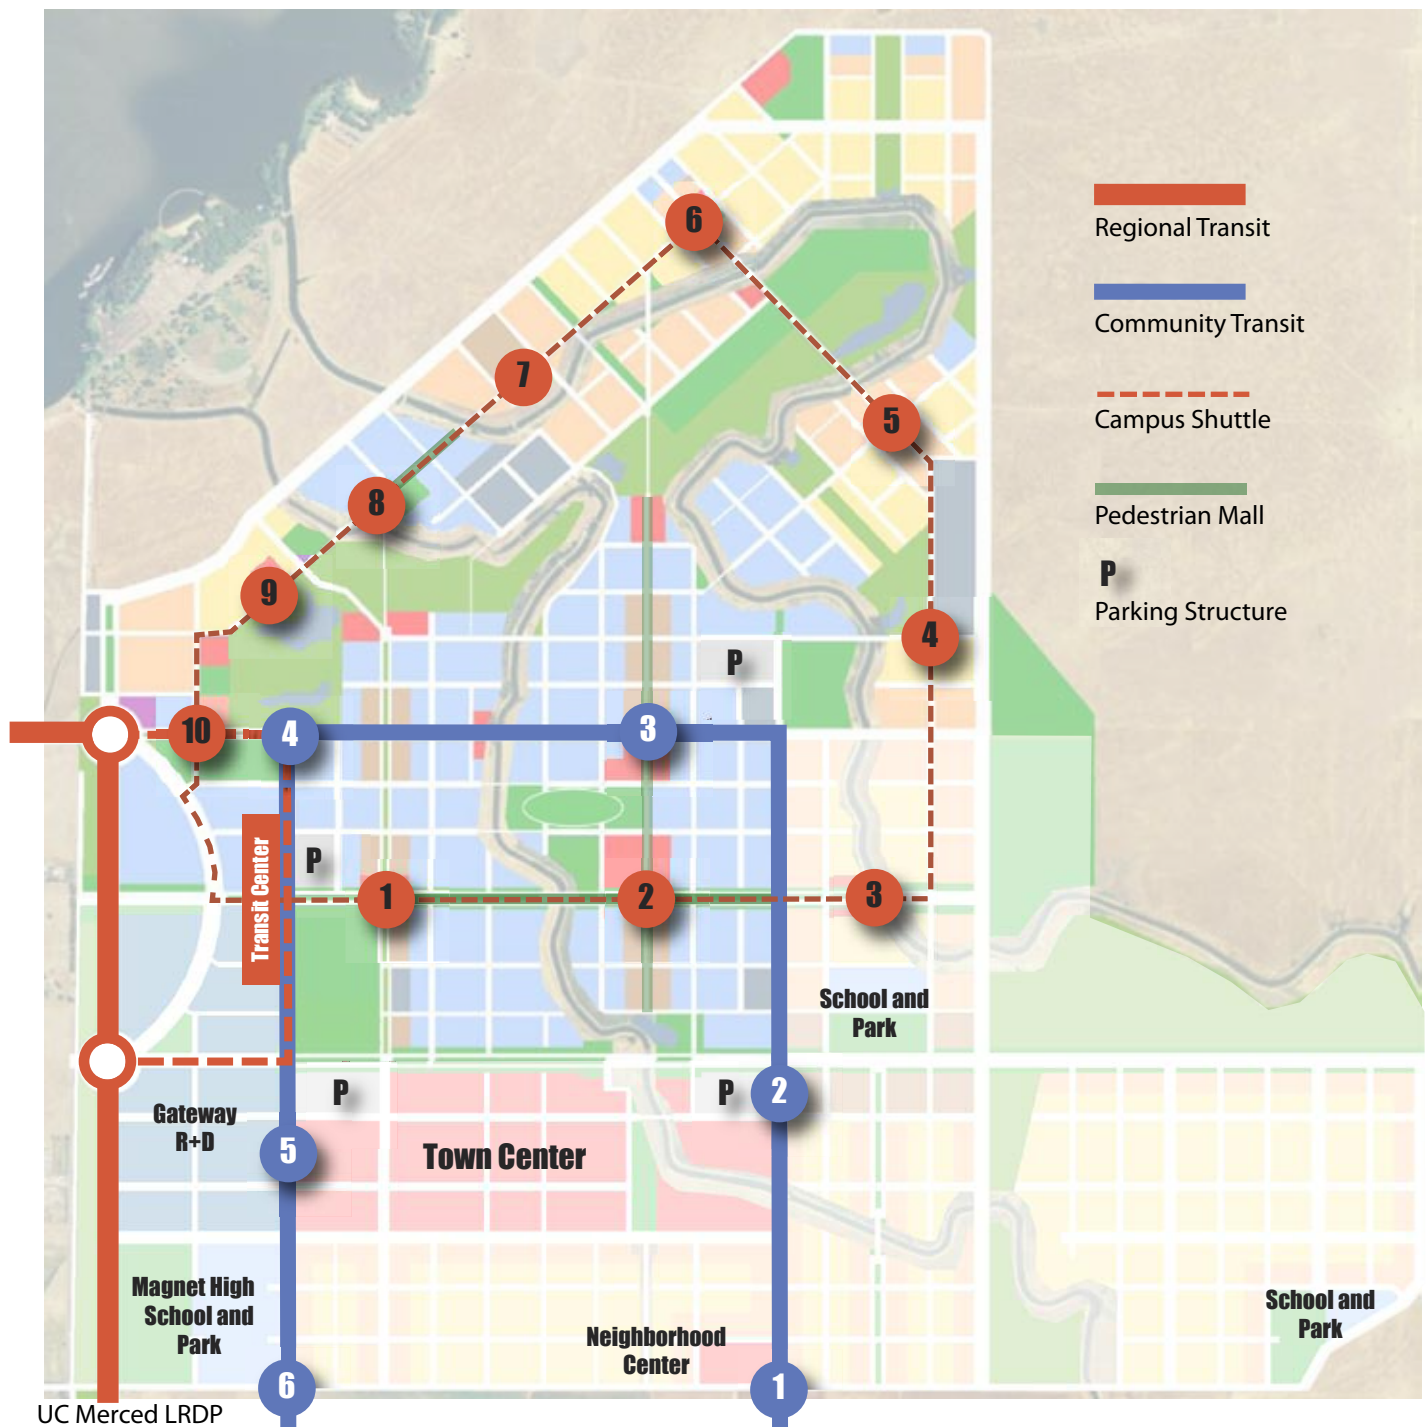 6
Regional Transit
Community Transit
7
5
Campus Shuttle
8
Pedestrian Mall
P
Parking Structure
9
4
P
10
4
3
Transit Center
P
1
2
3
School and
Park
P
P
2
Gateway
R+D
5
Town Center
Magnet High
School and
Park
Neighborhood
Center
School and
Park
6
1
UC Merced LRDP